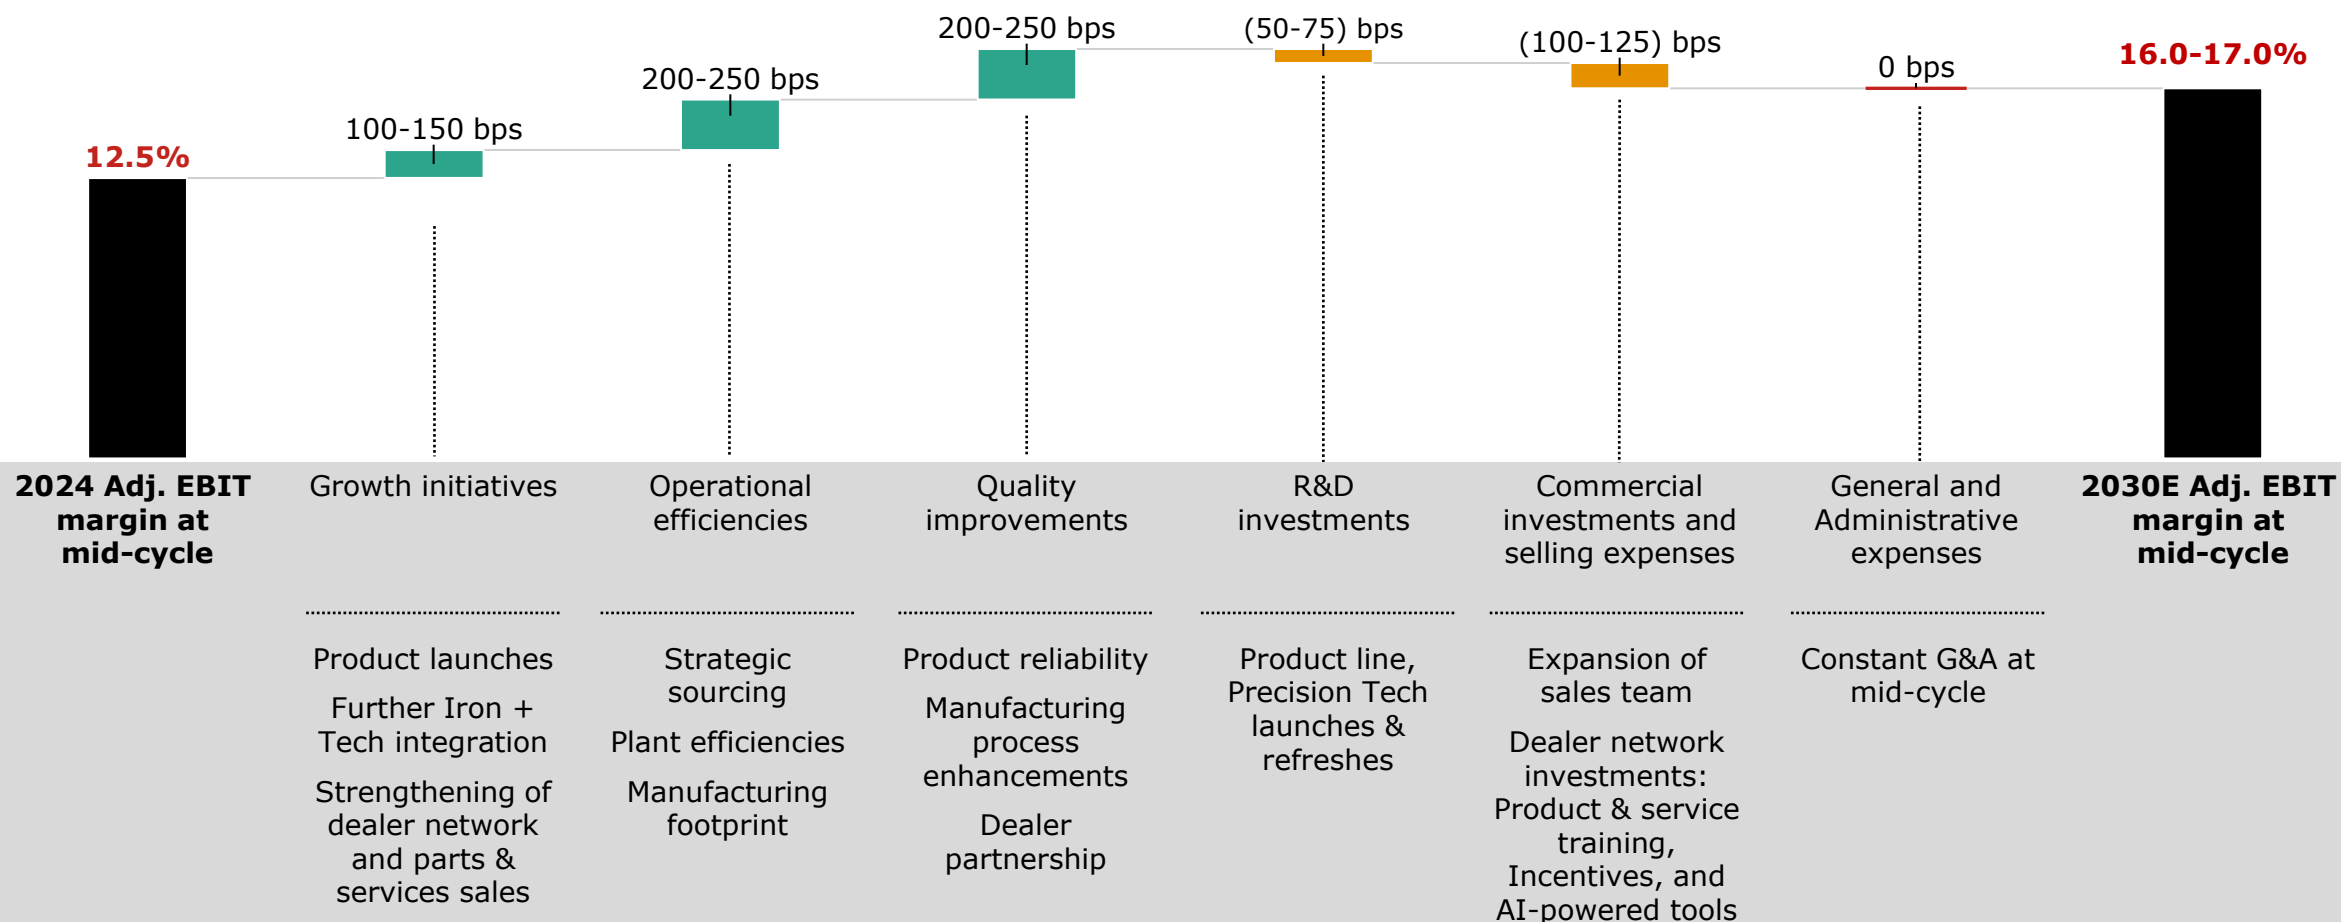 200-250 bps
(50-75) bps
(100-125) bps
16.0-17.0%
0 bps
200-250 bps
100-150 bps
12.5%
2024 Adj. EBIT
margin at
mid-cycle
Growth initiatives
Operational
efficiencies
Quality
improvements
R&D
investments
Commercial
investments and
selling expenses
General and
Administrative
expenses
2030E Adj. EBIT
margin at
mid-cycle
Product launches
Further Iron +
Tech integration
Strengthening of
dealer network
and parts &
services sales
Strategic
sourcing
Plant efficiencies
Manufacturing
footprint
Product reliability
Manufacturing
process
enhancements
Dealer
partnership
Product line,
Precision Tech
launches &
refreshes
Expansion of
sales team
Dealer network
investments:
Product & service
training,
Incentives, and
AI-powered tools
Constant G&A at
mid-cycle